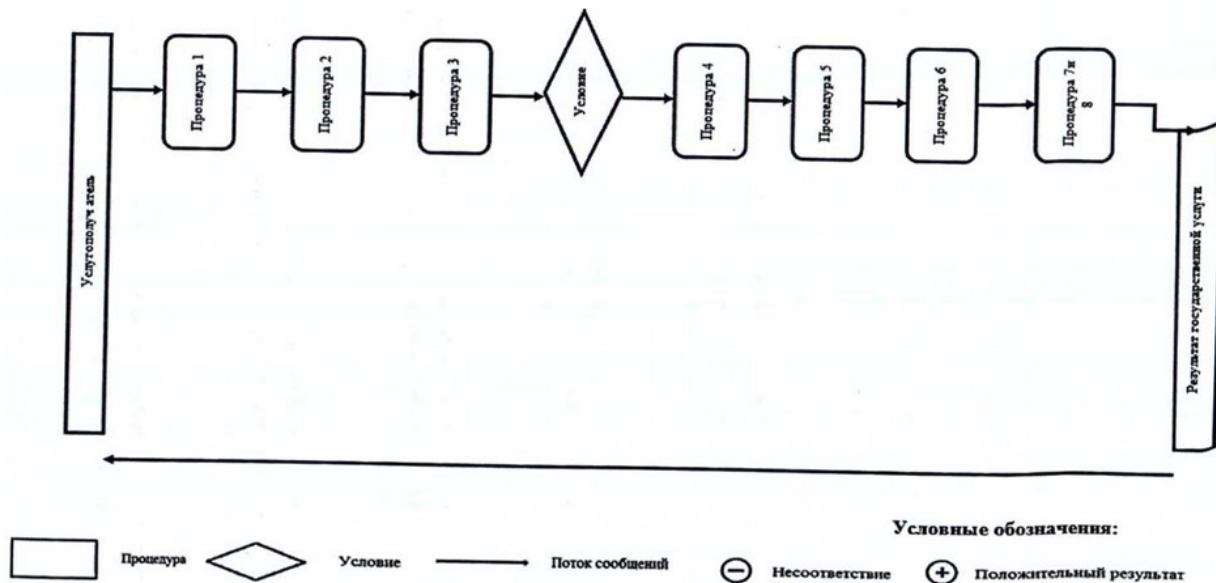 Услугополуч атель
Процедура 1
Процедура 2
Процедура 3
Условие
Процедура 4
Процедура 5
Процедура 6
Процедура 7и
8
Результат государственной услуги
Условные обозначения:
Процедура
Условие
Поток сообщений
Несоответствие
Положительный результат